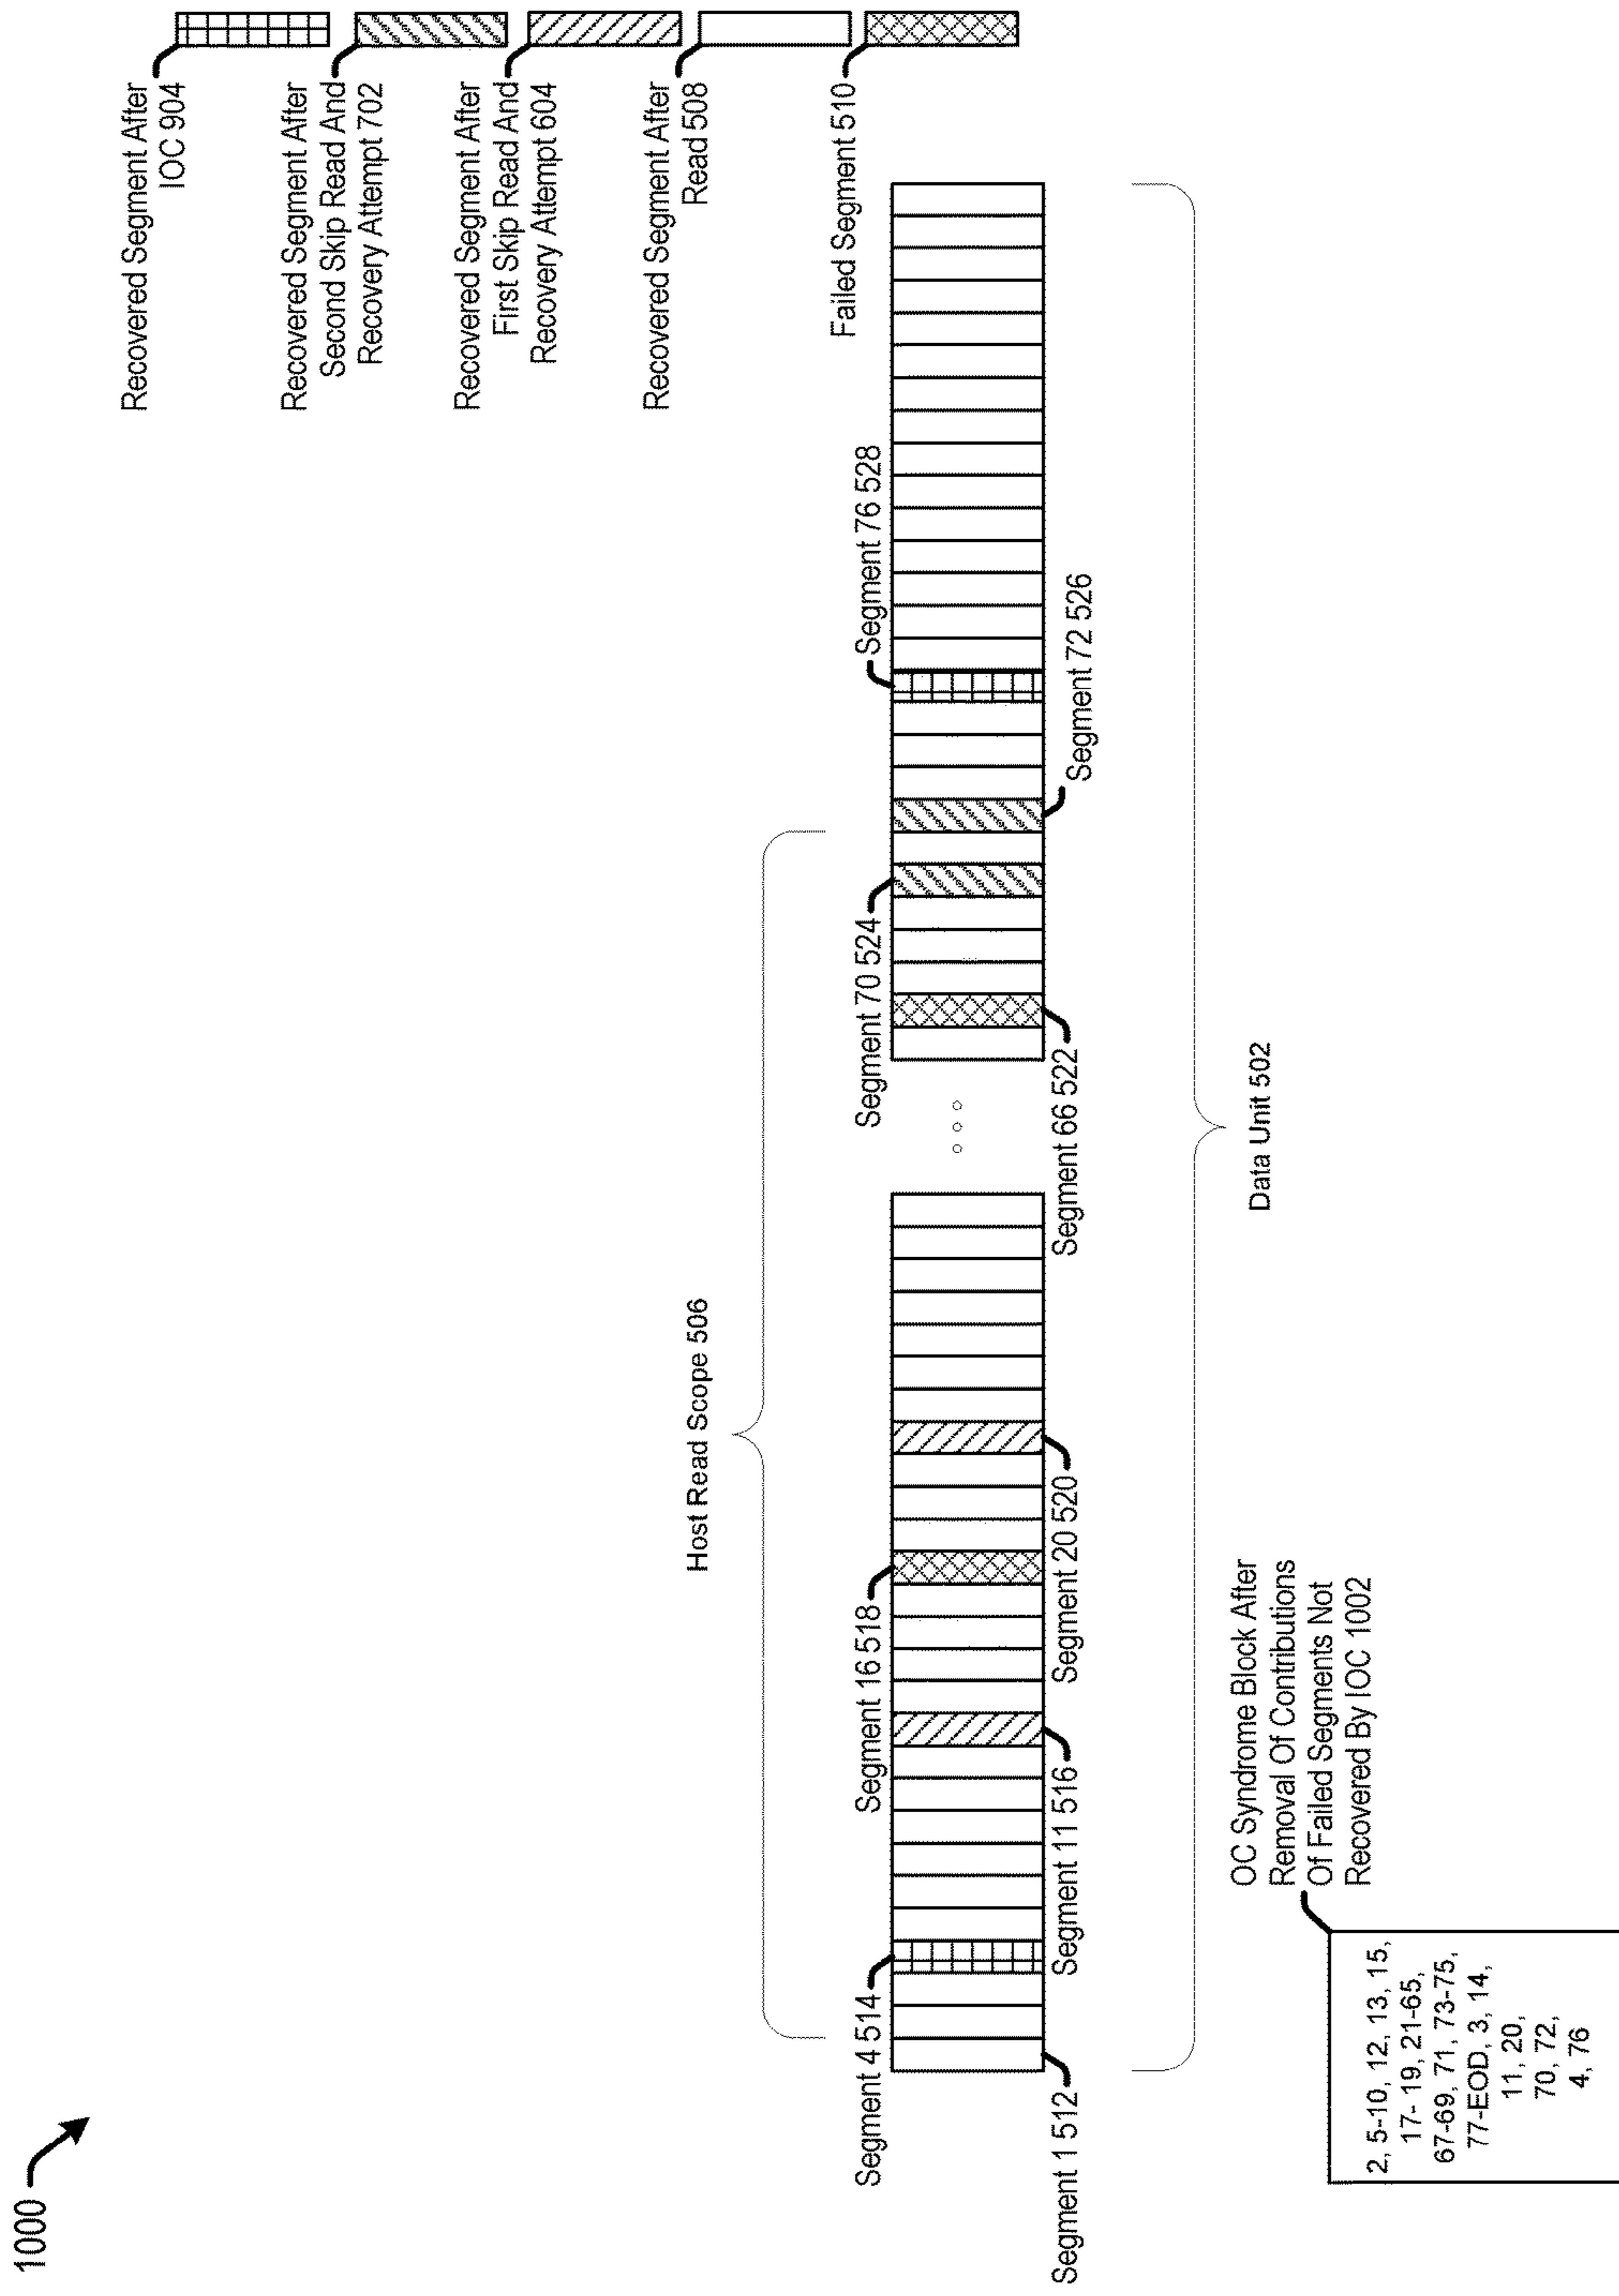 1000
Recovered Segment After
IOC 904
Recovered Segment After
Second Skip Read And
Recovery Attempt 702
Recovered Segment After
First Skip Read And
Recovery Attempt 604
Recovered Segment After
Read 508
Failed Segment 510
Host Read Scope 506
Segment 4 514
Segment 16 518
Segment 70 524
Segment 76 528
Segment 1 512
Segment 11 516
Segment 20 520
Segment 66 522
Segment 72 526
Data Unit 502
OC Syndrome Block After
Removal Of Contributions
Of Failed Segments Not
Recovered By IOC 1002
2, 5-10, 12, 13, 15,
17- 19, 21-65,
67-69, 71, 73-75,
77-EOD, 3, 14,
11, 20,
70, 72,
4, 76